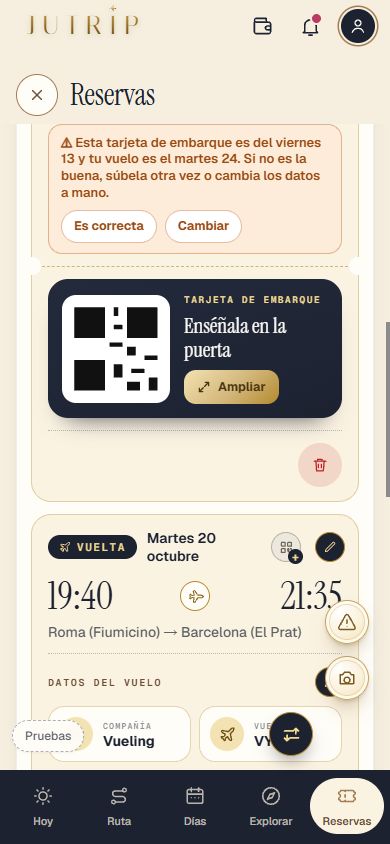 JUTRIP
Reservas
Esta tarjeta de embarque es del viernes
13 y tu vuelo es el martes 24. Si no es la
buena, súbela otra vez o cambia los datos
a mano.
Es correcta
Cambiar
TARJETA DE EMBARQUE
Enséñala en la
puerta
Ampliar
VUELTA
Martes 20
octubre
19:40
21:35
Roma (Fiumicino) → Barcelona (El Prat)
DATOS DEL VUELO
COMPAÑÍA
Vueling
Pruebas
Hoy
Ruta
Días
Explorar
Reservas